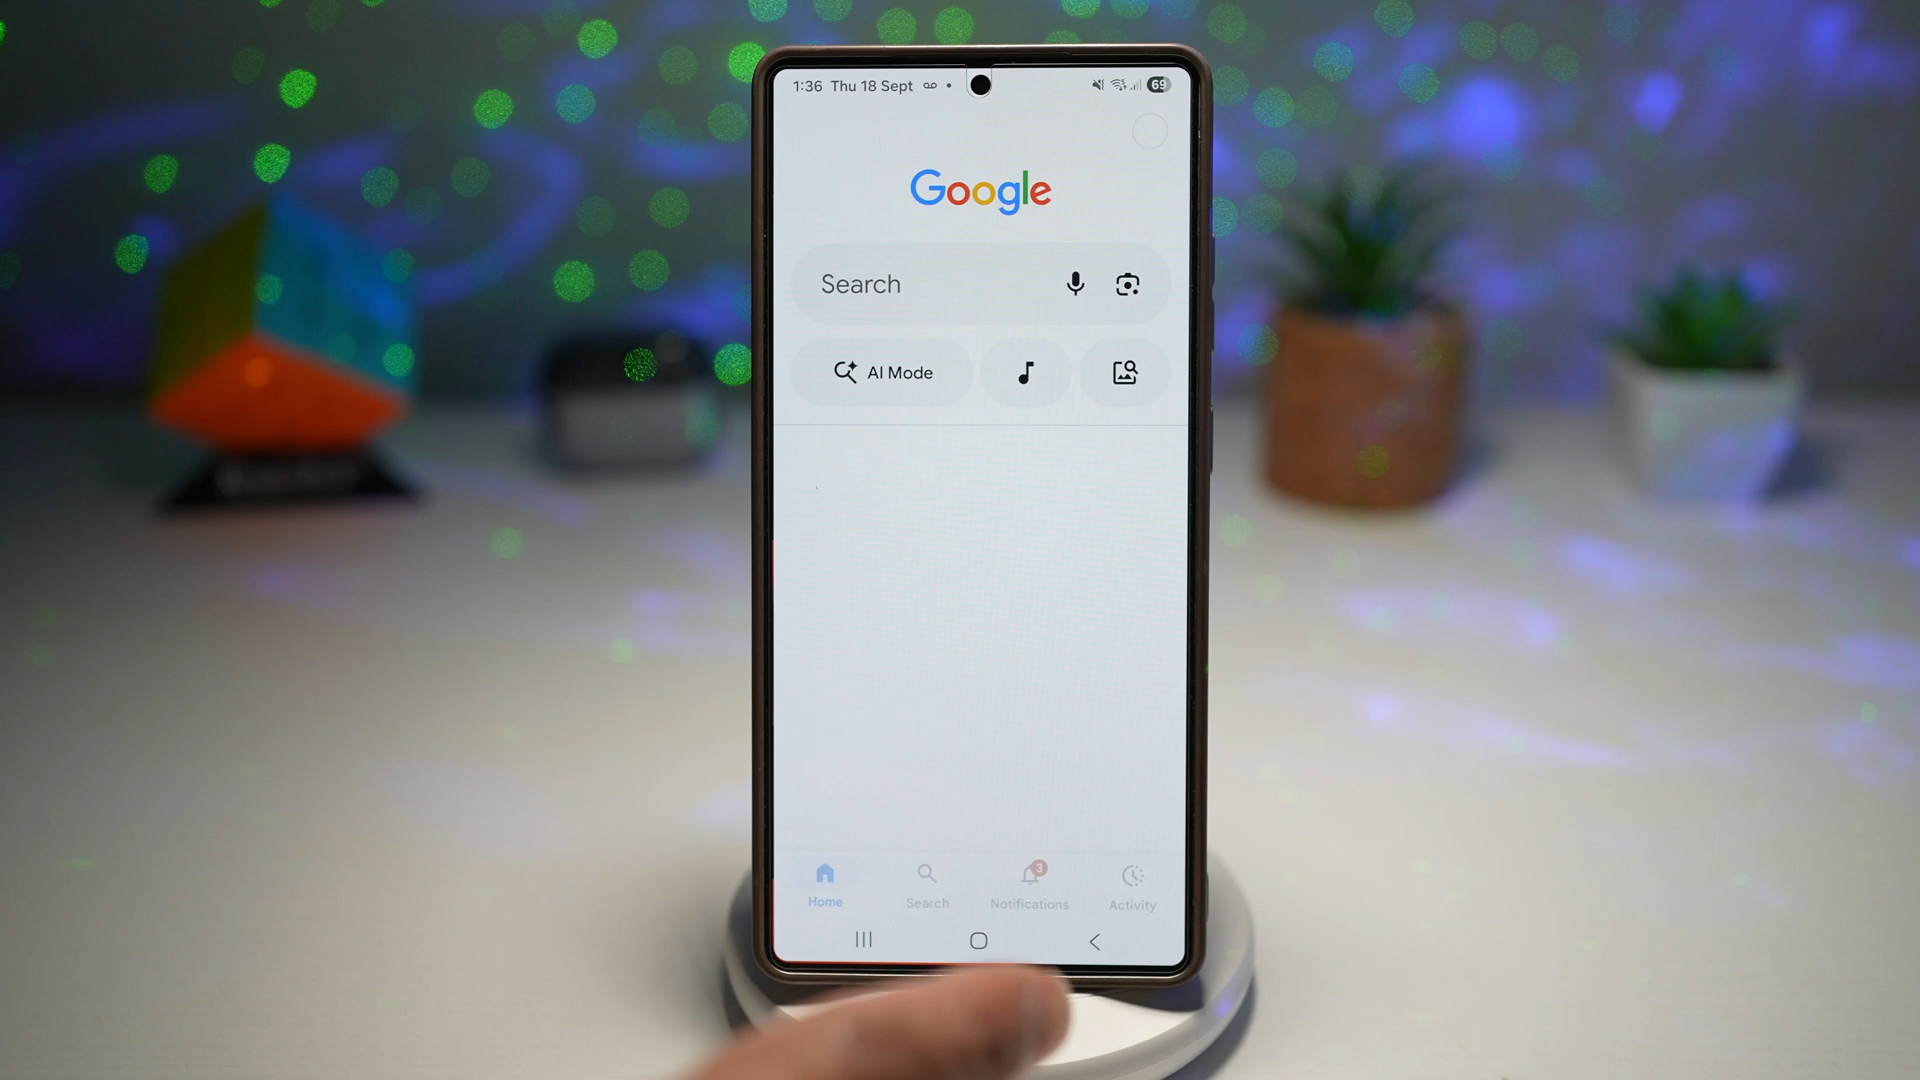 1:36 Thu 18 Sept 69
Google
Search
AI Mode
3
Home Search Notifications Activity